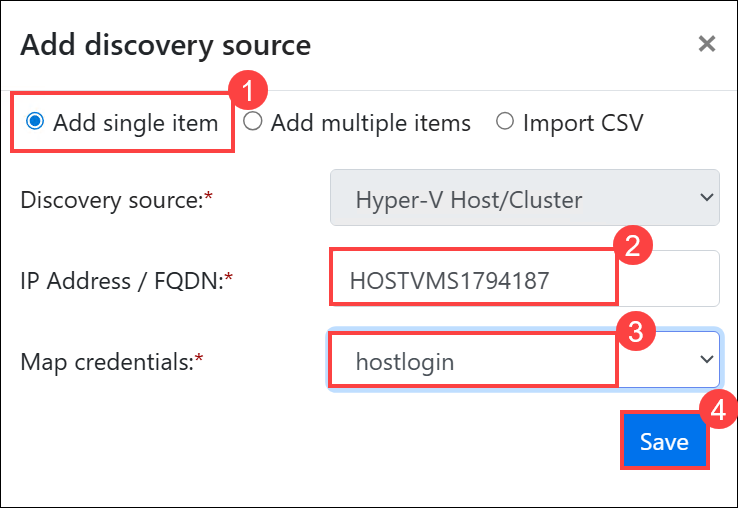 Add discovery source ×
1
Add single item Add multiple items Import CSV
Discovery source:* Hyper-V Host/Cluster
2
IP Address / FQDN:* HOSTVMS1794187
3
Map credentials:* hostlogin
4
Save